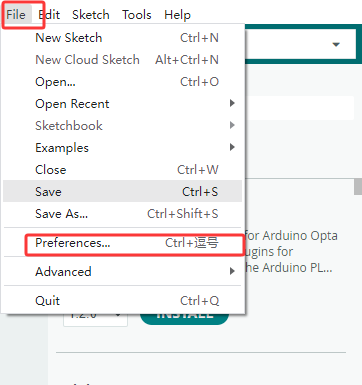 File Edit Sketch Tools Help
New Sketch Ctrl+N
New Cloud Sketch Alt+Ctrl+N
Open... Ctrl+O
Open Recent
Sketchbook
Examples
Close Ctrl+W
Save Ctrl+S
Save As... Ctrl+Shift+S
Preferences... Ctrl+逗号
for Arduino Opta
lugins for
he Arduino PL...
Advanced
Quit Ctrl+Q
INSTALL